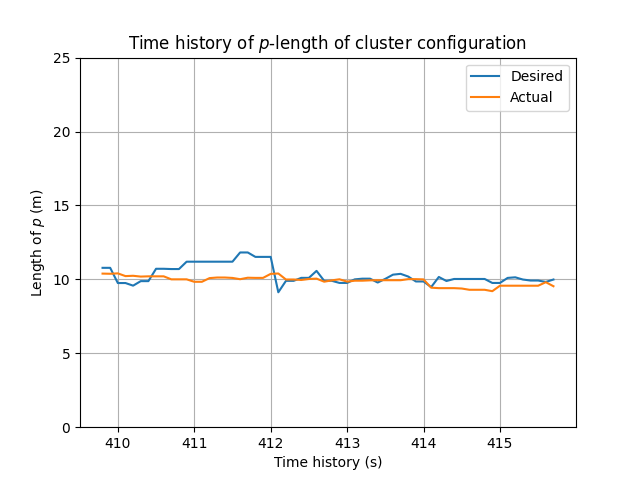 Time history of p-length of cluster configuration
Desired
Actual
25
20
15
10
5
0
Length of p (m)
410 411 412 413 414 415
Time history (s)